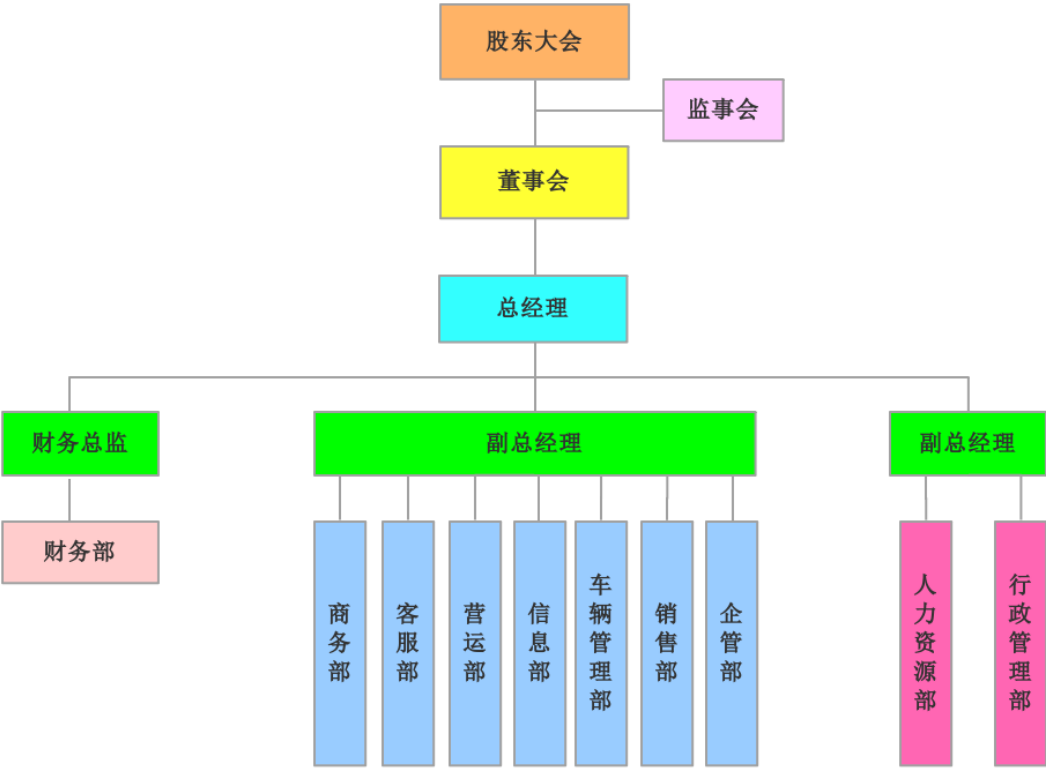 股东大会
监事会
董事会
总经理
财务总监
副总经理
副总经理
财务部
商务部
客服部
营运部
信息部
车辆管理部
销售部
企管部
人力资源部
行政管理部